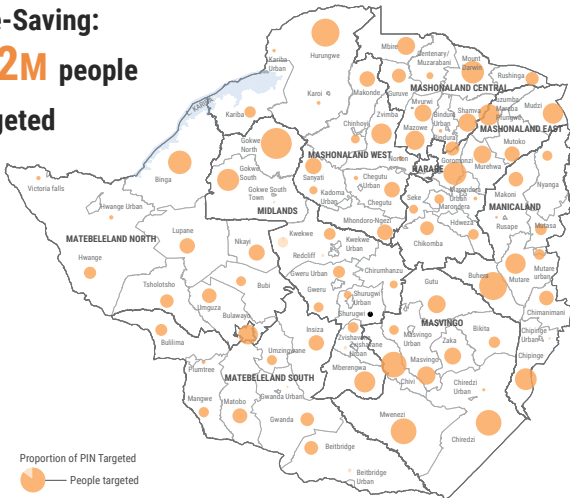 e-Saving:
2M people
geted
Kariba
Urban
Hurungwe
Mbire
Centenary/
Muzarabani
Mount
Darwin
Rushinga
L. KARIBA
Karoi
Makonde
Guruve
MASHONALAND CENTRAL
Kariba
Zvimba
Mvurwi
Bindura
Urban
Shamva
Uzumba
Maramba
Pfungwe
Mudzi
Chinhoyi
Mazowe
Bindura
MASHONALAND EAST
Gokwe
North
MASHONALAND WEST
Norton
Goromonzi
Mutoko
Binga
Gokwe
South
Sanyati
Chegutu
Urban
HARARE
Murehwa
Victoria falls
Gokwe South
Town
Kadoma
Urban
Chegutu
Seke
Marondera
Urban
Marondera
Makoni
Nyanga
Hwange Urban
MIDLANDS
Mhondoro-Ngezi
Hdweza
MANICALAND
Rusape
Mutasa
MATEBELELAND NORTH
Lupane
Nkayi
Kwekwe
Kwekwe
Urban
Chikomba
Hwange
Redcliff
Gweru Urban
Chirumhanzu
Gutu
Buhera
Mutare
Mutare
urban
Tsholotsho
Umguza
Bubi
Gweru
Shurugwi
Urban
Shurugwi
Chimanimani
Bulawayo
MASVINGO
Bulilima
Insiza
Zvishavane
Zvishavane
Urban
Masvingo
Urban
Zaka
Bikita
Chipinge
Urban
Umzingwane
Masvingo
Chipinge
Plumtree
MATEBELELAND SOUTH
Mberengwa
Chivi
Chiredzi
Urban
Mangwe
Matobo
Gwanda Urban
Gwanda
Mwenezi
Chiredzi
Beitbridge
Proportion of PIN Targeted
People targeted
Beitbridge
Urban